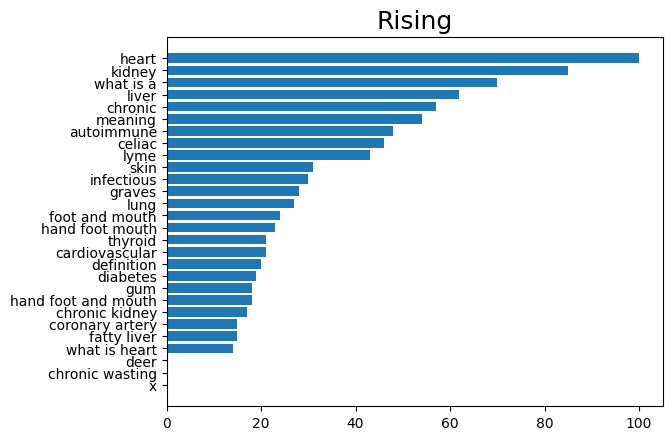 Rising
heart
kidney
what is a
liver
chronic
meaning
autoimmune
celiac
lyme
skin
infectious
graves
lung
foot and mouth
hand foot mouth
thyroid
cardiovascular
definition
diabetes
gum
hand foot and mouth
chronic kidney
coronary artery
fatty liver
what is heart
deer
chronic wasting
x
0 20 40 60 80 100